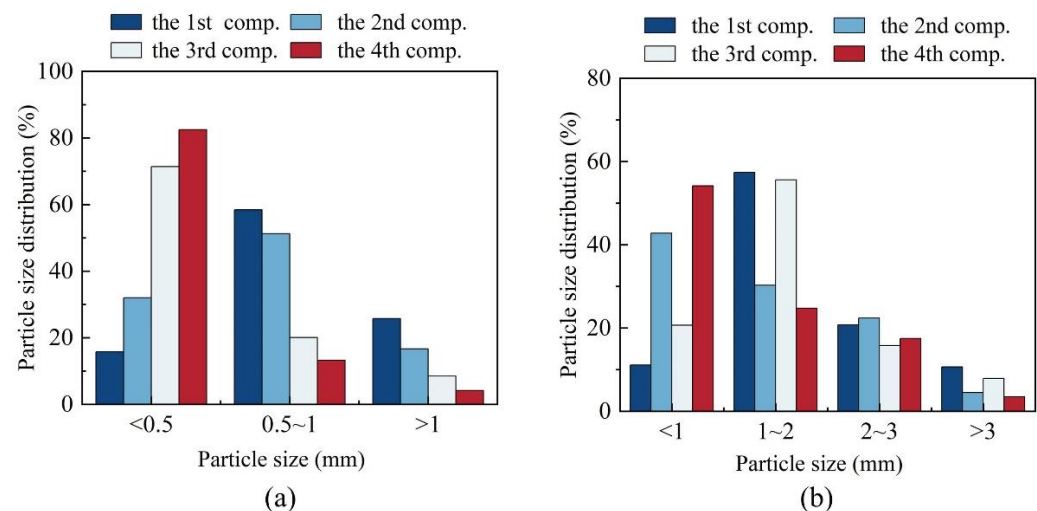 the 1st comp. the 2nd comp.
the 3rd comp. the 4th comp.
Particle size distribution (%)
100
80
60
40
20
0
<0.5 0.5~1 >1
Particle size (mm)
(a)
the 1st comp. the 2nd comp.
the 3rd comp. the 4th comp.
Particle size distribution (%)
80
60
40
20
0
<1 1~2 2~3 >3
Particle size (mm)
(b)